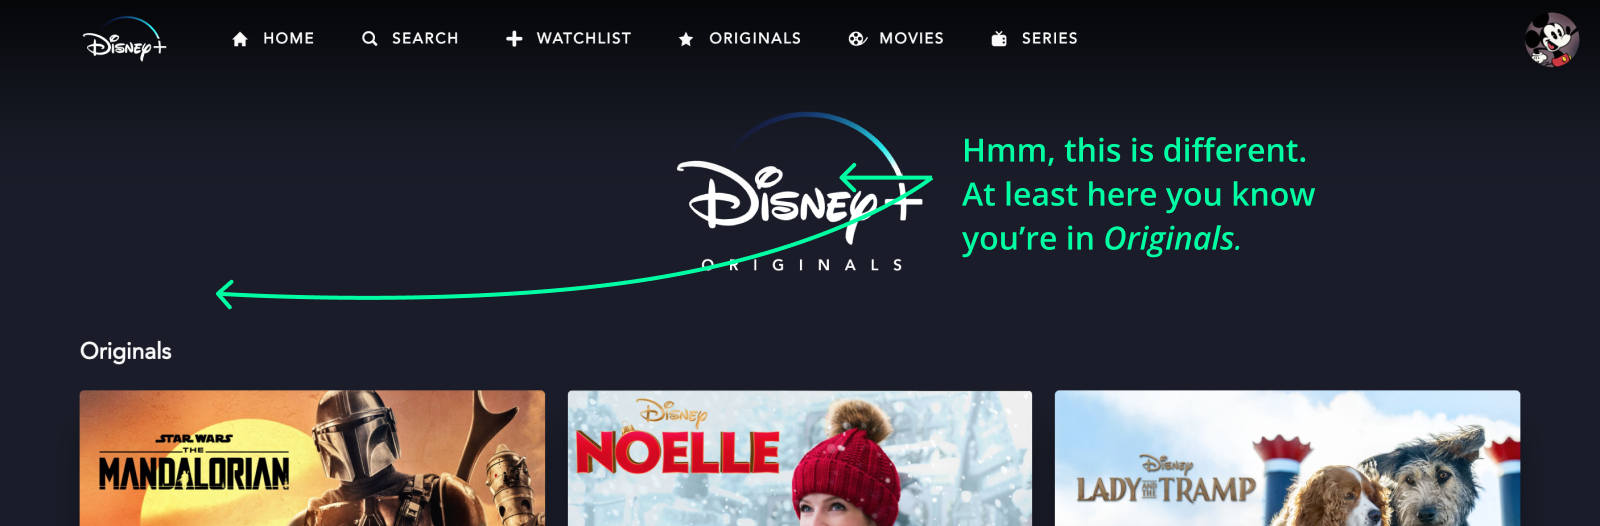 Disney+ HOME SEARCH WATCHLIST ORIGINALS MOVIES SERIES
Disney+
ORIGINALS
Hmm, this is different.
At least here you know
you're in Originals.
Originals
STAR WARS
THE
MANDALORIAN
Disney
NOELLE
Disney
LADY AND THE TRAMP